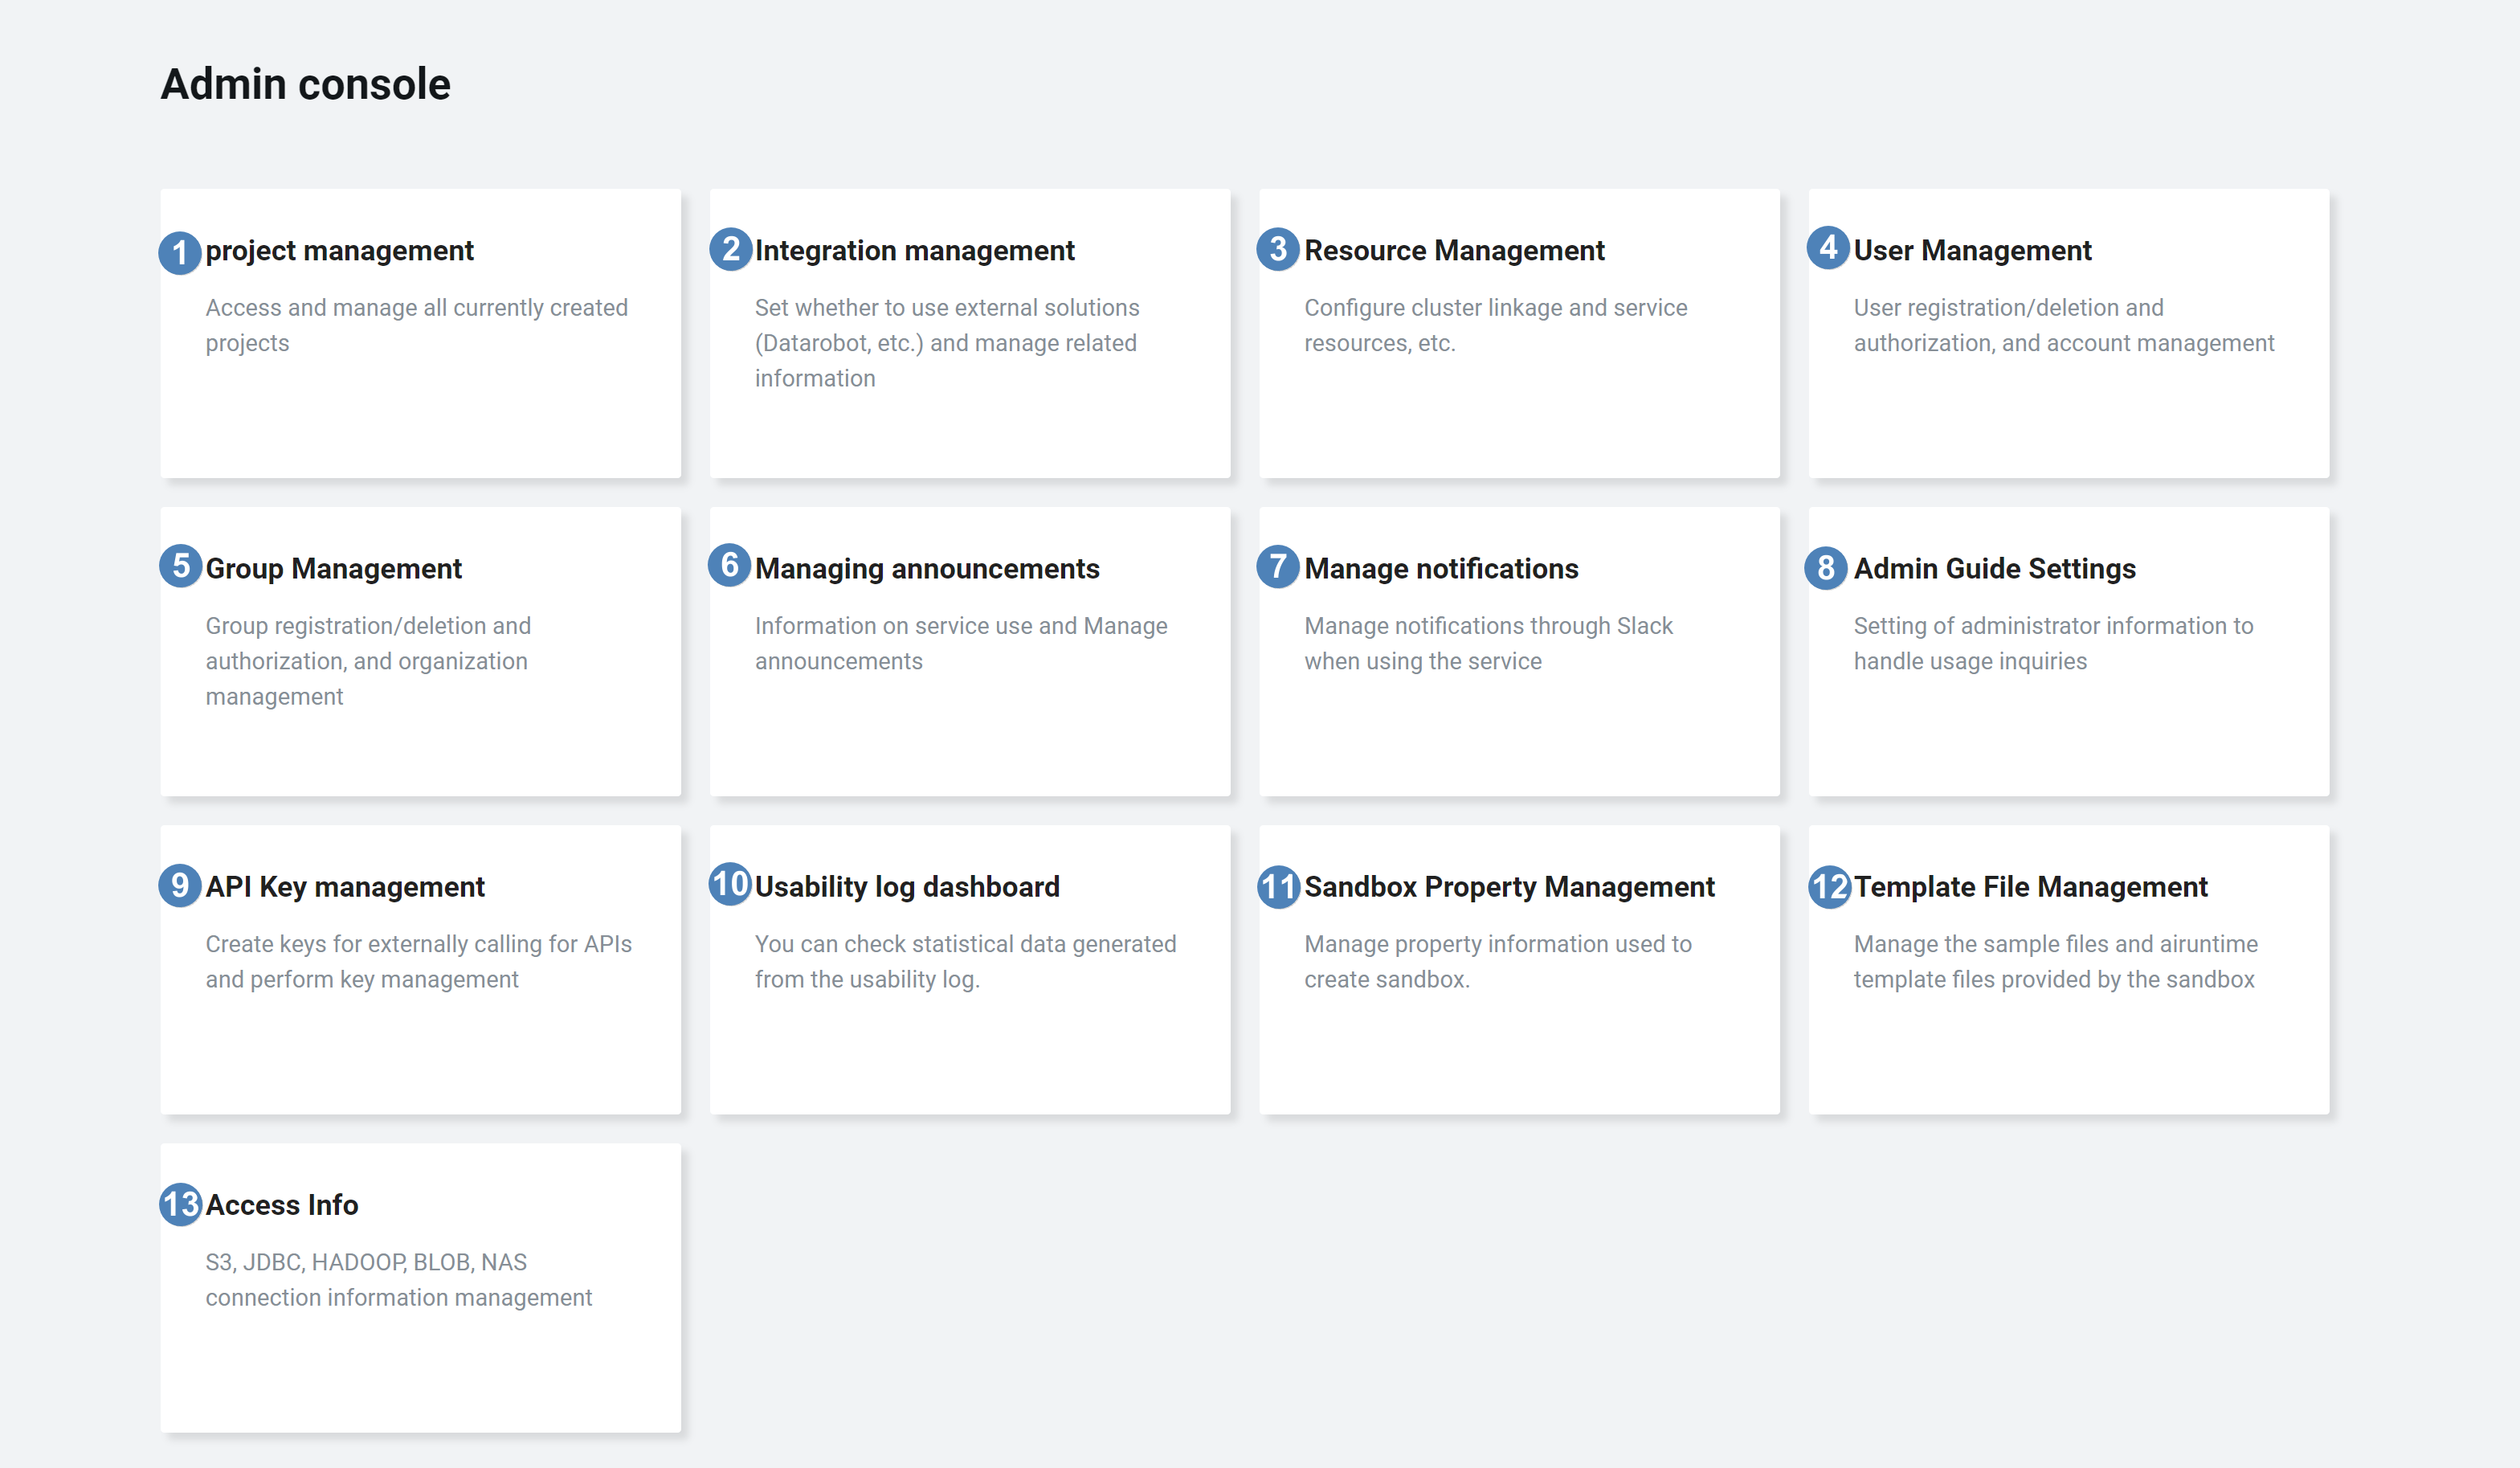 Admin console
1 project management
Access and manage all currently created
projects
2 Integration management
Set whether to use external solutions
(Datarobot, etc.) and manage related
information
3 Resource Management
Configure cluster linkage and service
resources, etc.
4 User Management
User registration/deletion and
authorization, and account management
5 Group Management
Group registration/deletion and
authorization, and organization
management
6 Managing announcements
Information on service use and Manage
announcements
7 Manage notifications
Manage notifications through Slack
when using the service
8 Admin Guide Settings
Setting of administrator information to
handle usage inquiries
9 API Key management
Create keys for externally calling for APIs
and perform key management
10 Usability log dashboard
You can check statistical data generated
from the usability log.
11 Sandbox Property Management
Manage property information used to
create sandbox.
12 Template File Management
Manage the sample files and airuntime
template files provided by the sandbox
13 Access Info
S3, JDBC, HADOOP, BLOB, NAS
connection information management